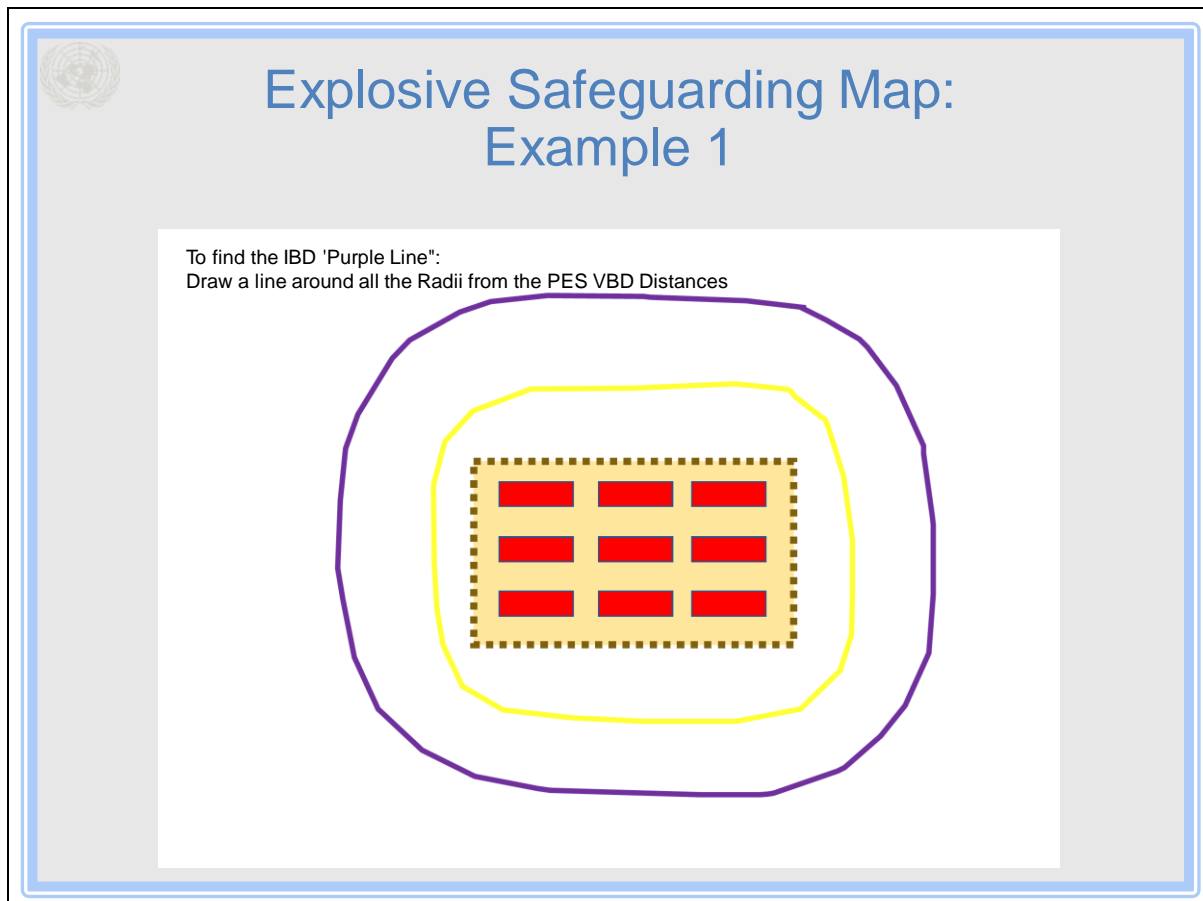 Explosive Safeguarding Map:
Example 1
To find the IBD 'Purple Line":
Draw a line around all the Radii from the PES VBD Distances